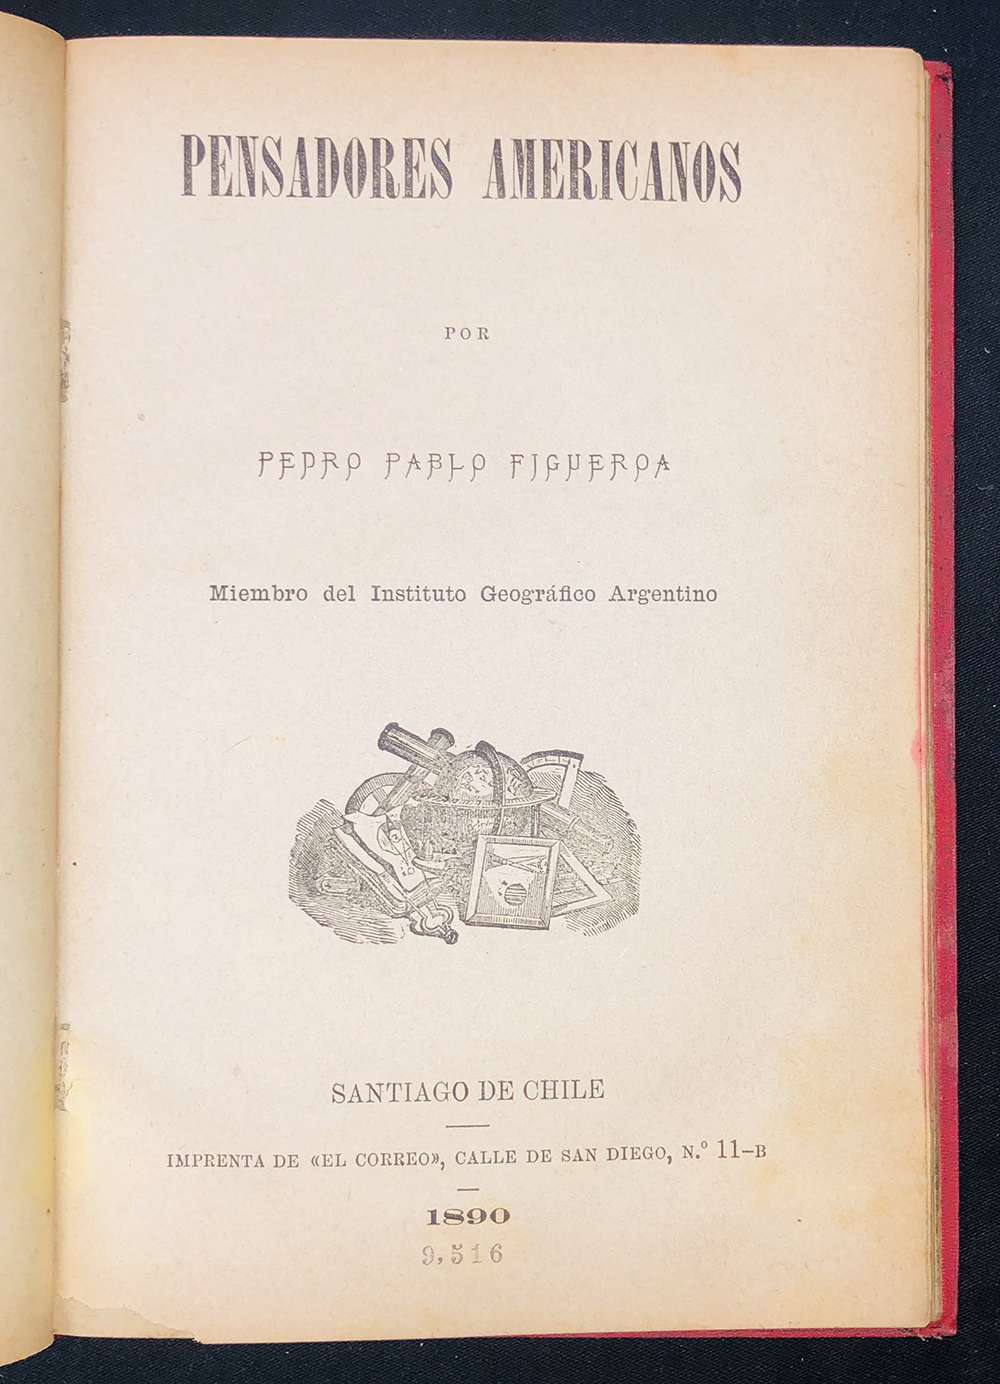 PENSADORES AMERICANOS
POR
PEDRO PABLO FIGUEROA
Miembro del Instituto Geográfico Argentino
SANTIAGO DE CHILE
IMPRENTA DE «EL CORREO», CALLE DE SAN DIEGO, N.º 11-B
1890
9,516